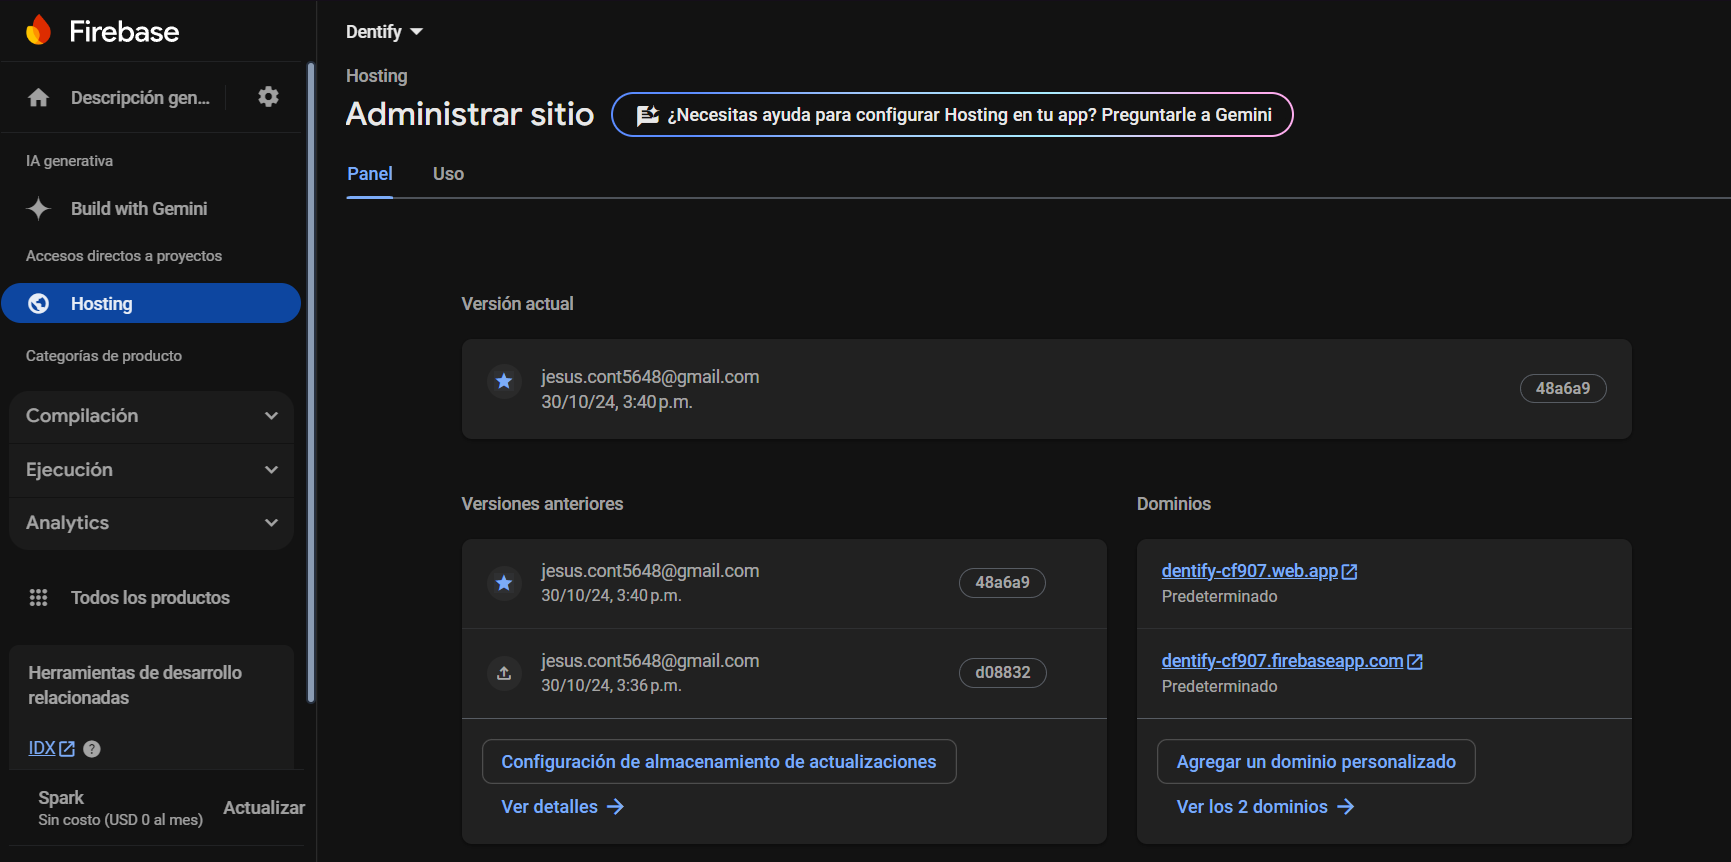 Firebase
Descripción gen...
IA generativa
Build with Gemini
Accesos directos a proyectos
Hosting
Categorías de producto
Compilación
Ejecución
Analytics
Todos los productos
Herramientas de desarrollo
relacionadas
IDX
?
Spark
Sin costo (USD 0 al mes)
Actualizar
Dentify
Hosting
Administrar sitio
¿Necesitas ayuda para configurar Hosting en tu app? Preguntarle a Gemini
Panel
Uso
Versión actual
jesus.cont5648@gmail.com
30/10/24, 3:40 p.m.
48a6a9
Versiones anteriores
jesus.cont5648@gmail.com
30/10/24, 3:40 p.m.
48a6a9
jesus.cont5648@gmail.com
30/10/24, 3:36 p.m.
d08832
Configuración de almacenamiento de actualizaciones
Ver detalles
Dominios
dentify-cf907.web.app
Predeterminado
dentify-cf907.firebaseapp.com
Predeterminado
Agregar un dominio personalizado
Ver los 2 dominios